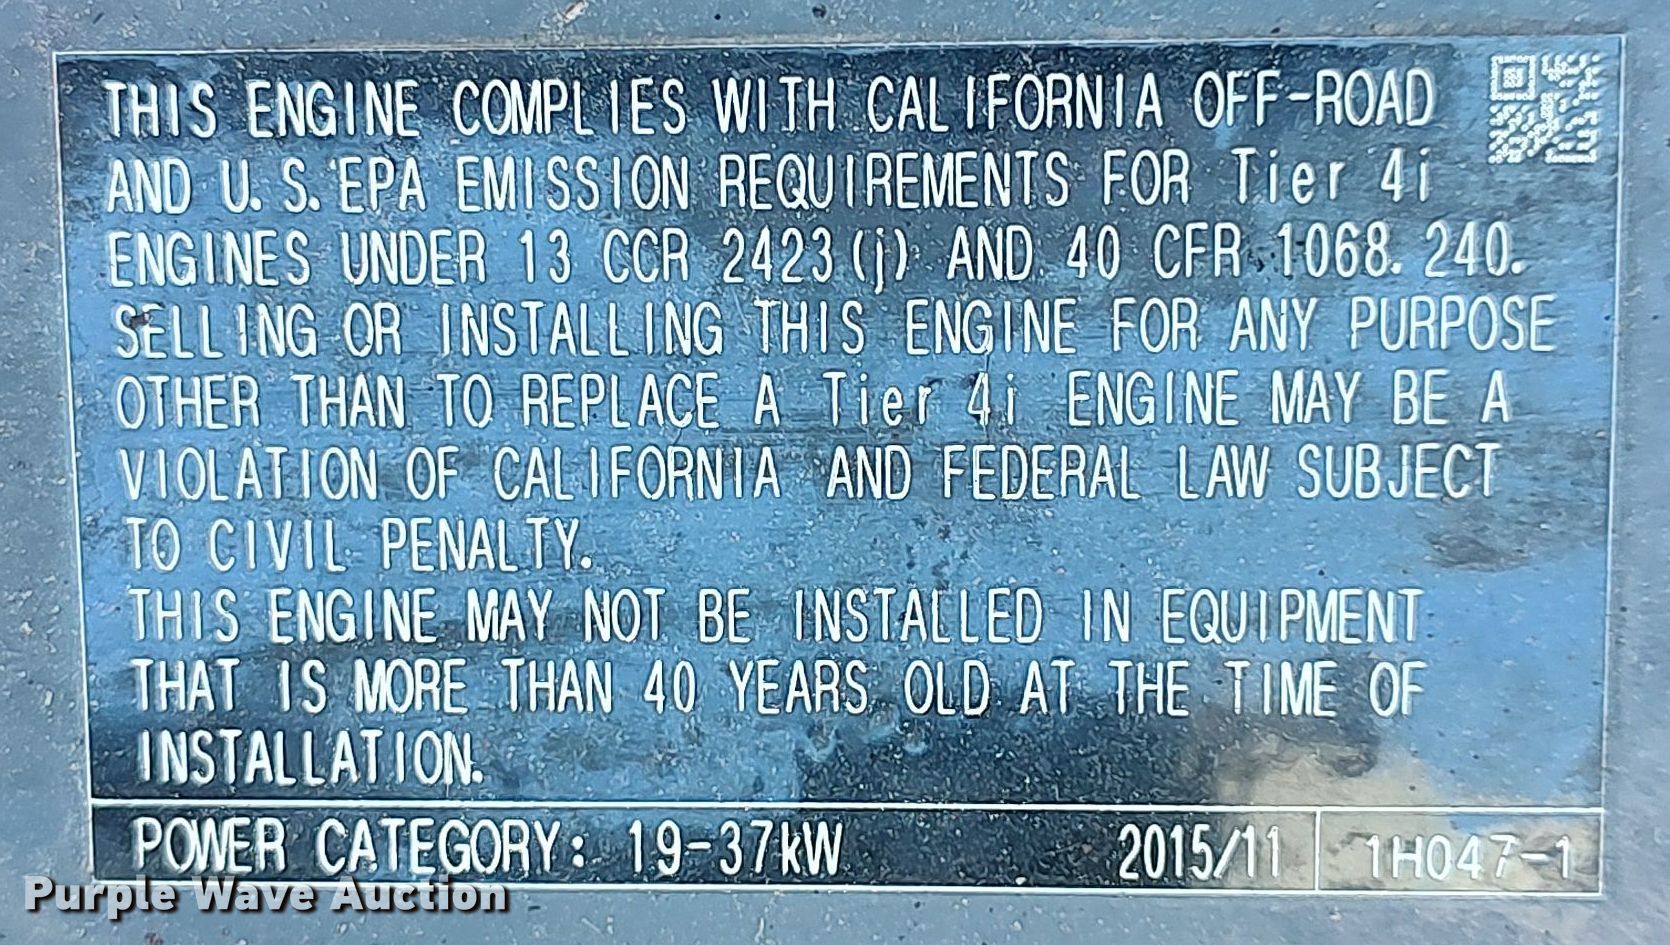 THIS ENGINE COMPLIES WITH CALIFORNIA OFF-ROAD
AND U.S. EPA EMISSION REQUIREMENTS FOR Tier 4i
ENGINES UNDER 13 CCR 2423(j) AND 40 CFR 1068.240.
SELLING OR INSTALLING THIS ENGINE FOR ANY PURPOSE
OTHER THAN TO REPLACE A Tier 4i ENGINE MAY BE A
VIOLATION OF CALIFORNIA AND FEDERAL LAW SUBJECT
TO CIVIL PENALTY.
THIS ENGINE MAY NOT BE INSTALLED IN EQUIPMENT
THAT IS MORE THAN 40 YEARS OLD AT THE TIME OF
INSTALLATION.
POWER CATEGORY: 19-37kW 2015/11 1H047-1
Purple Wave Auction